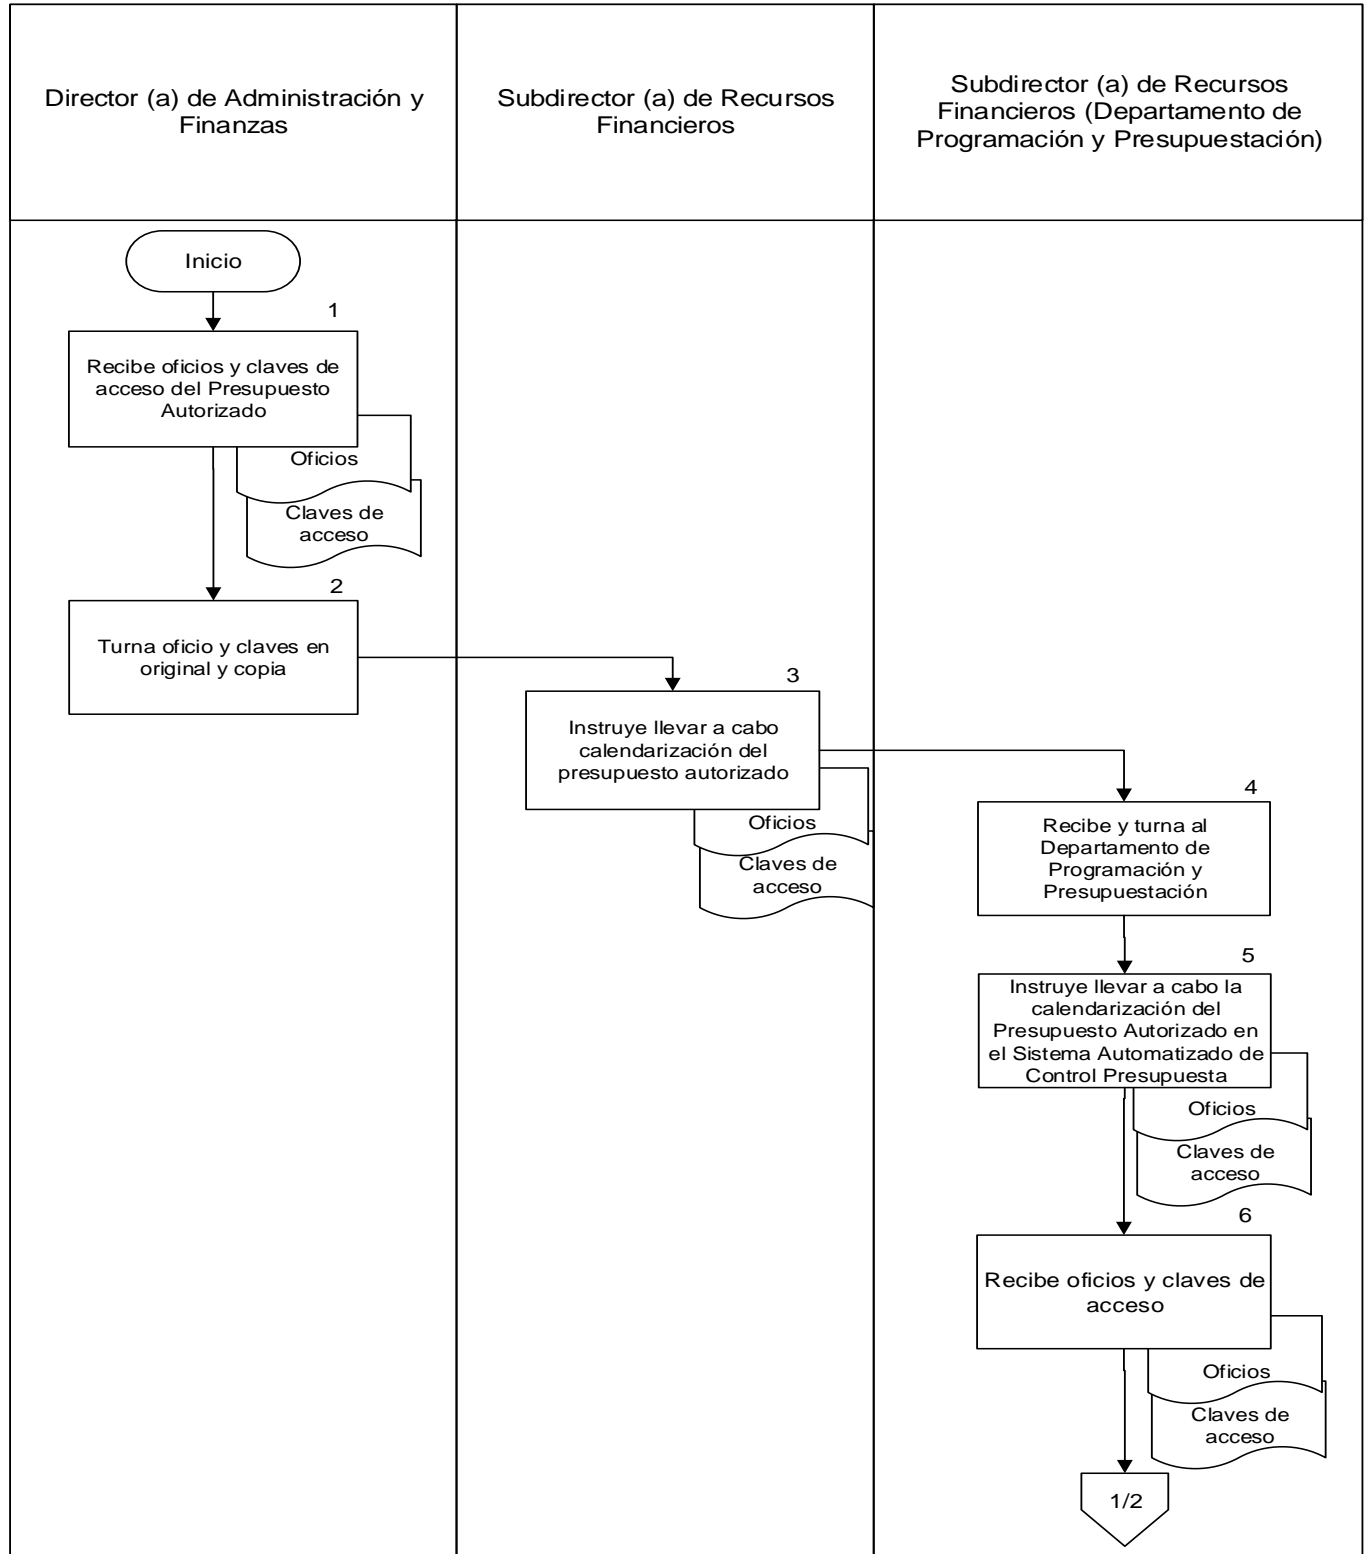 Director (a) de Administración y
Finanzas
Subdirector (a) de Recursos
Financieros
Subdirector (a) de Recursos
Financieros (Departamento de
Programación y Presupuestación)
Inicio
1
Recibe oficios y claves de
acceso del Presupuesto
Autorizado
Oficios
Claves de
acceso
2
Turna oficio y claves en
original y copia
3
Instruye llevar a cabo
calendarización del
presupuesto autorizado
Oficios
Claves de
acceso
4
Recibe y turna al
Departamento de
Programación y
Presupuestación
5
Instruye llevar a cabo la
calendarización del
Presupuesto Autorizado en
el Sistema Automatizado de
Control Presupuesta
Oficios
Claves de
acceso
6
Recibe oficios y claves de
acceso
Oficios
Claves de
acceso
1/2